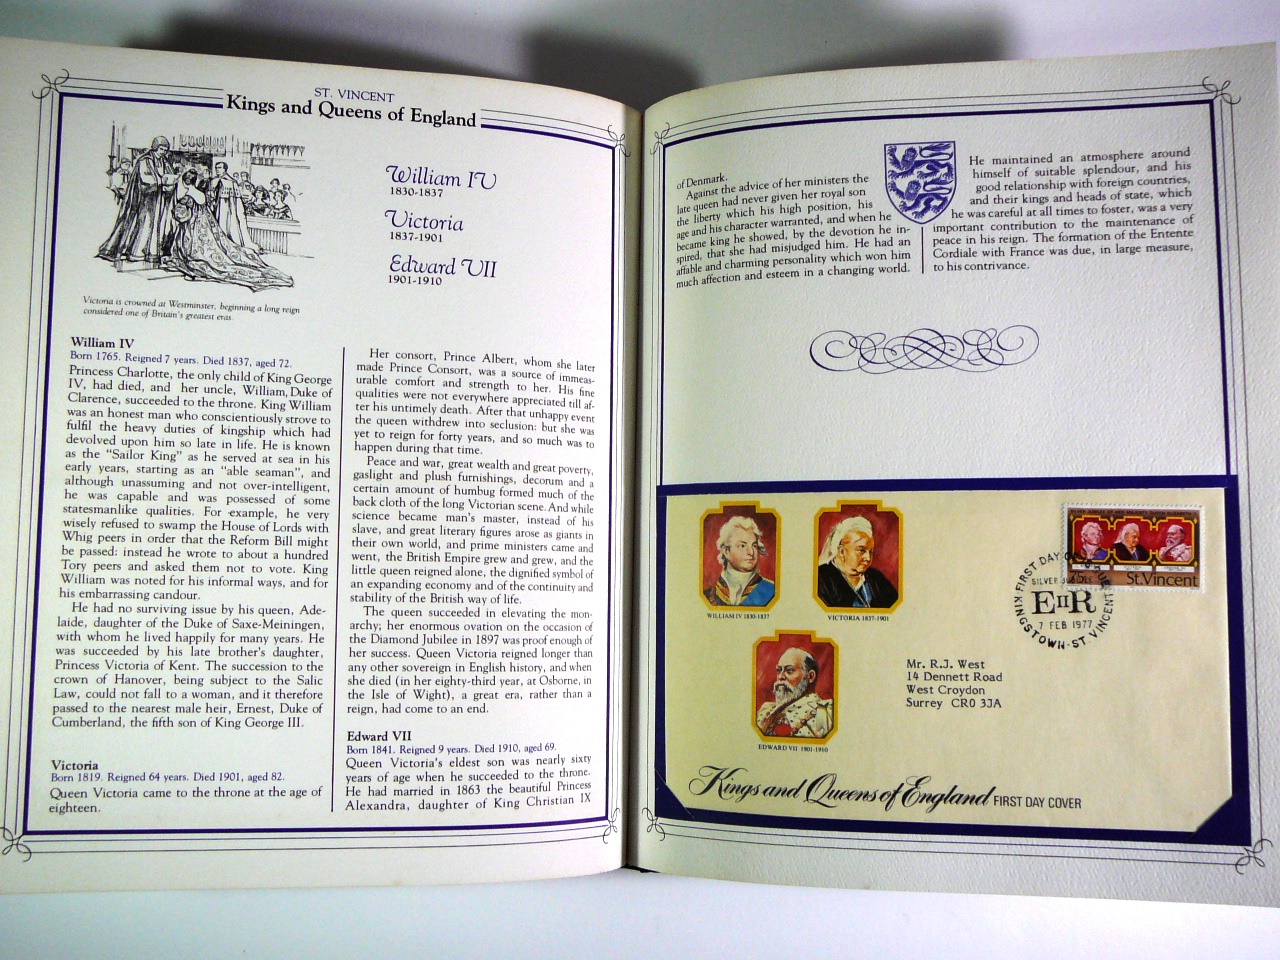 ST. VINCENT
Kings and Queens of England
William IV
1830-1837
Victoria
1837-1901
Edward VII
1901-1910
Victoria is crowned at Westminster, beginning a long reign
considered one of Britain's greatest eras.
William IV
Born 1765. Reigned 7 years. Died 1837, aged 72.
Princess Charlotte, the only child of King George
IV, had died, and her uncle, William, Duke of
Clarence, succeeded to the throne. King William
was an honest man who conscientiously strove to
fulfil the heavy duties of kingship which had
devolved upon him so late in life. He is known
as the "Sailor King" as he served at sea in his
early years, starting as an "able seaman", and
although unassuming and not over-intelligent,
he was capable and was possessed of some
statesmanlike qualities. For example, he very
wisely refused to swamp the House of Lords with
Whig peers in order that the Reform Bill might
be passed: instead he wrote to about a hundred
Tory peers and asked them not to vote. King
William was noted for his informal ways, and for
his embarrassing candour.
He had no surviving issue by his queen, Ade-
laide, daughter of the Duke of Saxe-Meiningen,
with whom he lived happily for many years. He
was succeeded by his late brother's daughter,
Princess Victoria of Kent. The succession to the
crown of Hanover, being subject to the Salic
Law, could not fall to a woman, and it therefore
passed to the nearest male heir, Ernest, Duke of
Cumberland, the fifth son of King George III.
Victoria
Born 1819. Reigned 64 years. Died 1901, aged 82.
Queen Victoria came to the throne at the age of
eighteen.
Her consort, Prince Albert, whom she later
made Prince Consort, was a source of immeas-
urable comfort and strength to her. His fine
qualities were not everywhere appreciated till af-
ter his untimely death. After that unhappy event
the queen withdrew into seclusion: but she was
yet to reign for forty years, and so much was to
happen during that time.
Peace and war, great wealth and great poverty,
gaslight and plush furnishings, decorum and a
certain amount of humbug formed much of the
back cloth of the long Victorian scene. And while
science became man's master, instead of his
slave, and great literary figures arose as giants in
their own world, and prime ministers came and
went, the British Empire grew and grew, and the
little queen reigned alone, the dignified symbol of
an expanding economy and of the continuity and
stability of the British way of life.
The queen succeeded in elevating the mon-
archy; her enormous ovation on the occasion of
the Diamond Jubilee in 1897 was proof enough of
her success. Queen Victoria reigned longer than
any other sovereign in English history, and when
she died (in her eighty-third year, at Osborne, in
the Isle of Wight), a great era, rather than a
reign, had come to an end.
Edward VII
Born 1841. Reigned 9 years. Died 1910, aged 69.
Queen Victoria's eldest son was nearly sixty
years of age when he succeeded to the throne.
He had married in 1863 the beautiful Princess
Alexandra, daughter of King Christian IX
of Denmark.
Against the advice of her ministers the
late queen had never given her royal son
the liberty which his high position, his
age and his character warranted, and when he
became king he showed, by the devotion he in-
spired, that she had misjudged him. He had an
affable and charming personality which won him
much affection and esteem in a changing world.
He maintained an atmosphere around
himself of suitable splendour, and his
good relationship with foreign countries,
and their kings and heads of state, which
he was careful at all times to foster, was a very
important contribution to the maintenance of
peace in his reign. The formation of the Entente
Cordiale with France was due, in large measure,
to his contrivance.
WILLIAM IV 1830-1837
VICTORIA 1837-1901
EDWARD VII 1901-1910
St.Vincent
FIRST DAY OF ISSUE
SILVER JUBILEE
EIIR
7 FEB 1977
KINGSTOWN · ST. VINCENT
Mr. R.J. West
14 Dennett Road
West Croydon
Surrey CR0 3JA
Kings and Queens of England FIRST DAY COVER